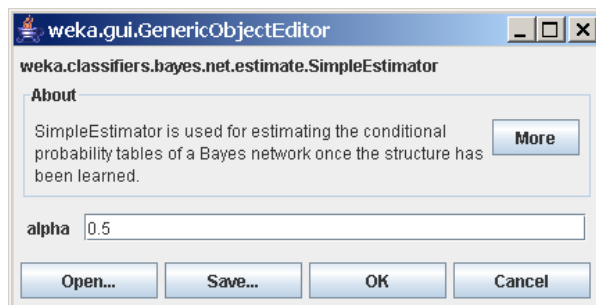 weka.gui.GenericObjectEditor
weka.classifiers.bayes.net.estimate.SimpleEstimator
About
SimpleEstimator is used for estimating the conditional
probability tables of a Bayes network once the structure has
been learned.
More
alpha 0.5
Open... Save... OK Cancel